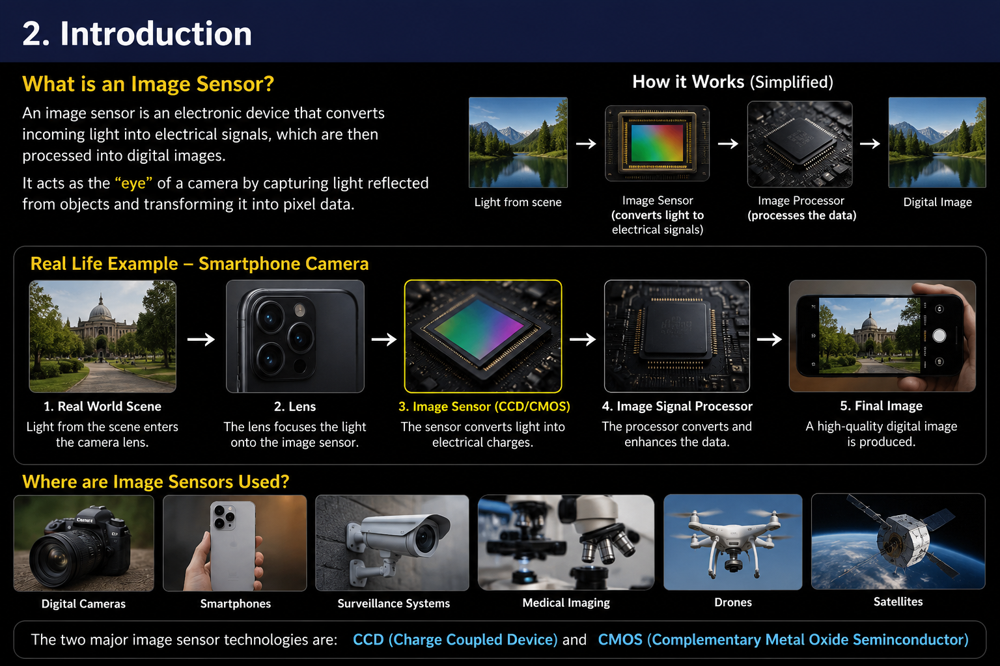 2. Introduction
What is an Image Sensor?
An image sensor is an electronic device that converts
incoming light into electrical signals, which are then
processed into digital images.
It acts as the “eye” of a camera by capturing light reflected
from objects and transforming it into pixel data.
How it Works (Simplified)
Light from scene
Image Sensor
(converts light to
electrical signals)
Image Processor
(processes the data)
Digital Image
Real Life Example – Smartphone Camera
1. Real World Scene
Light from the scene enters
the camera lens.
2. Lens
The lens focuses the light
onto the image sensor.
3. Image Sensor (CCD/CMOS)
The sensor converts light into
electrical charges.
4. Image Signal Processor
The processor converts and
enhances the data.
5. Final Image
A high-quality digital image
is produced.
Where are Image Sensors Used?
Digital Cameras
Smartphones
Surveillance Systems
Medical Imaging
Drones
Satellites
The two major image sensor technologies are: CCD (Charge Coupled Device) and CMOS (Complementary Metal Oxide Seminconductor)